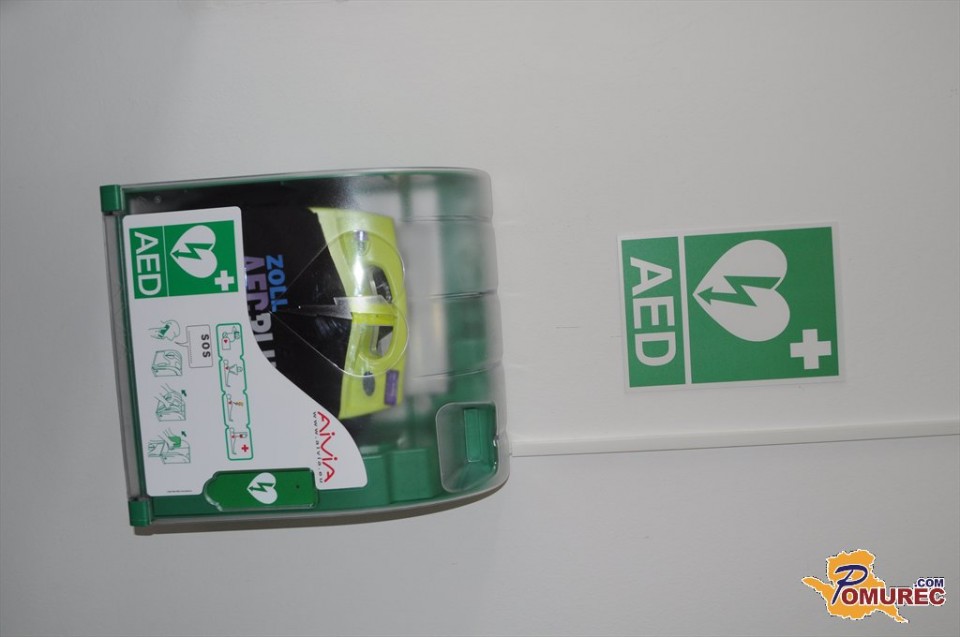 AED
AED
SOS
ZOLL
AED PLU
AIVIA
www.aivia.eu
POMUREC
.COM